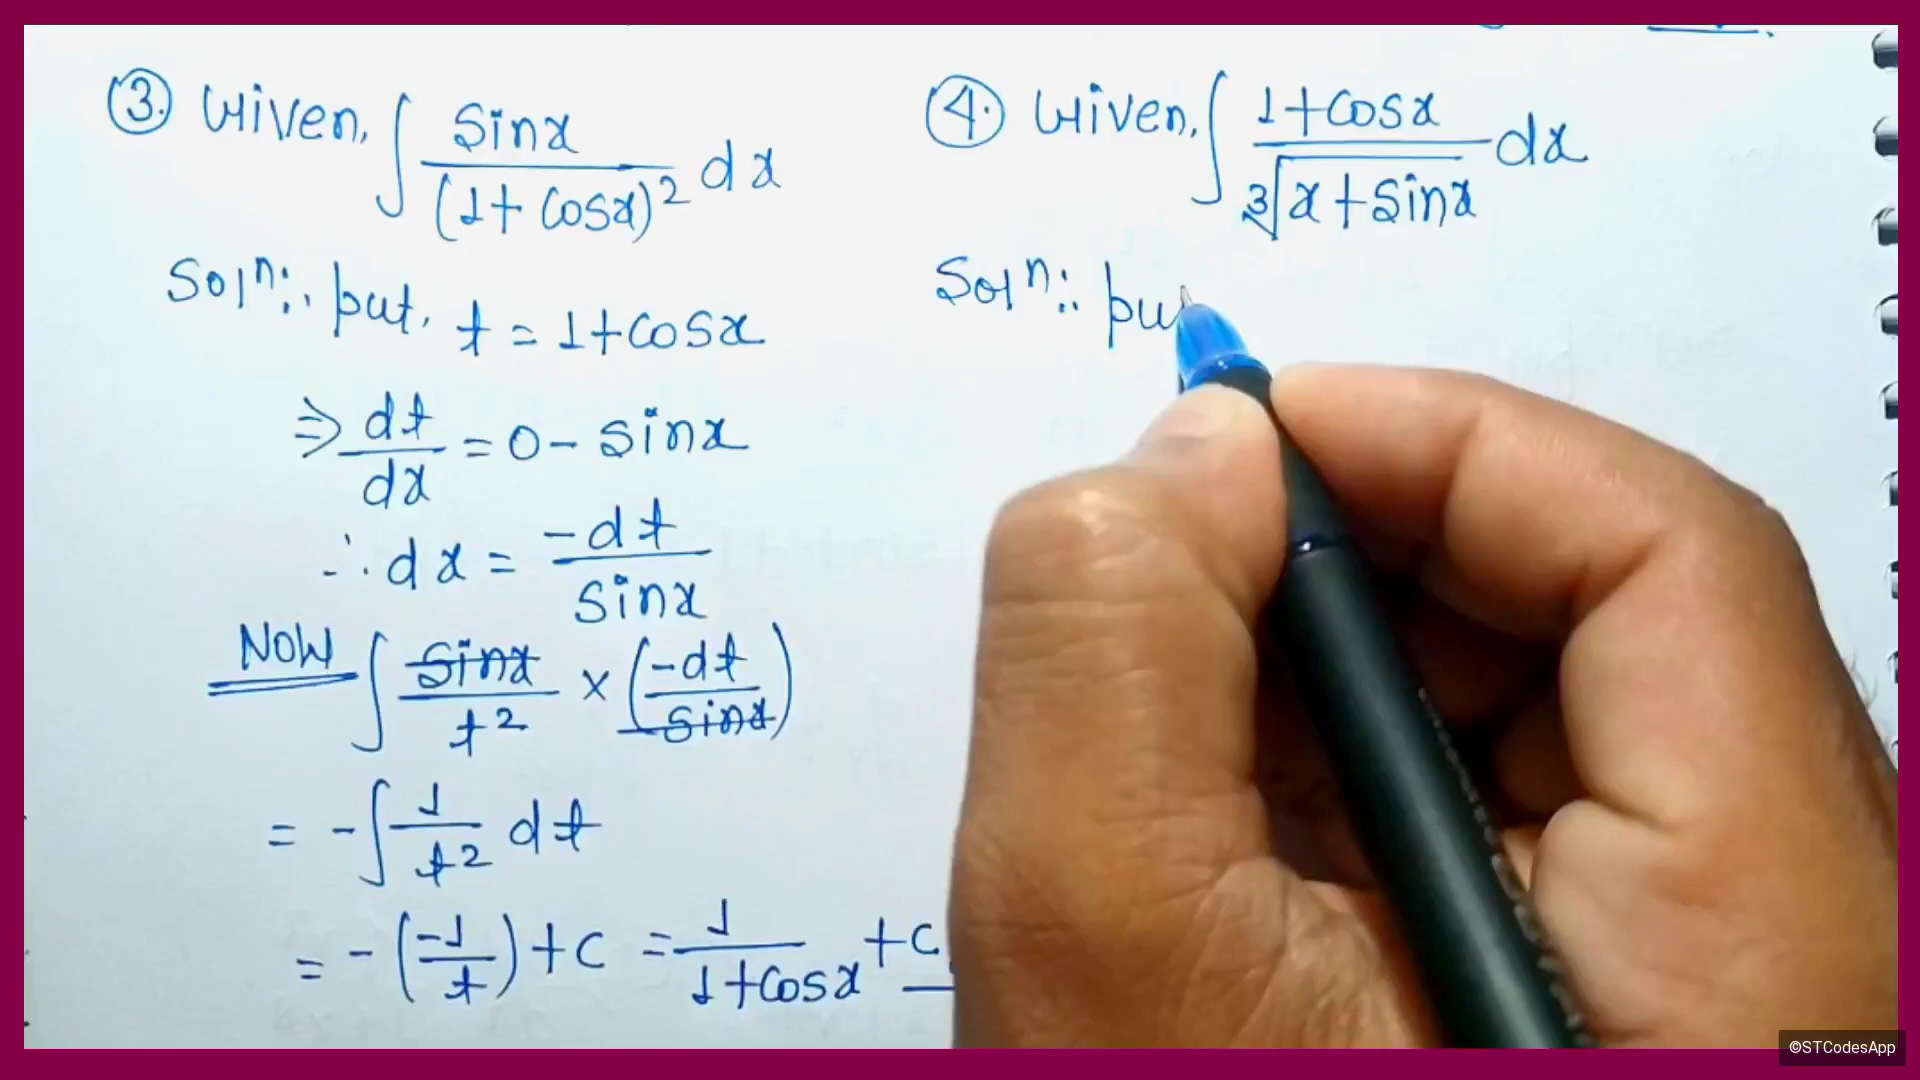 3. Given, ∫ sinx/(1+cosx)² dx
Solⁿ:. put, t = 1+cosx
⇒ dt/dx = 0 - sinx
∴ dx = -dt/sinx
NOW ∫ sinx/t² × (-dt/sinx)
= -∫ 1/t² dt
= -(-1/t) + c = 1/(1+cosx) + c
4. Given, ∫ (1+cosx)/∛(x+sinx) dx
Solⁿ:. pu
©STCodesApp